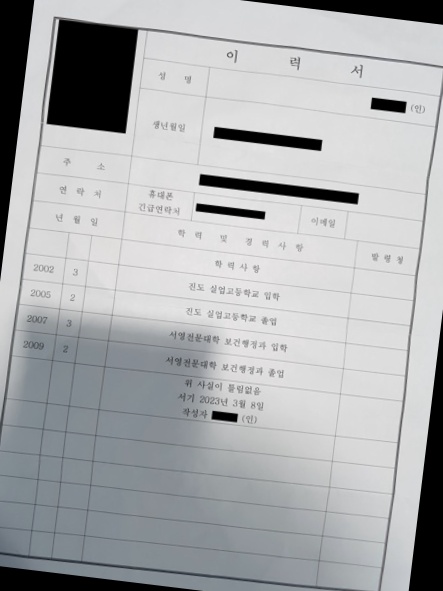 이 력 서
성 명
(인)
생년월일
주 소
연 락 처
휴대폰
긴급연락처
이메일
년 월 일
학 력 및 경 력 사 항
발 령 청
학 력 사 항
2002 3 진도 실업고등학교 입학
2005 2 진도 실업고등학교 졸업
2007 3 서영전문대학 보건행정과 입학
2009 2 서영전문대학 보건행정과 졸업
위 사실이 틀림없음
서기 2023년 3월 8일
작성자 (인)